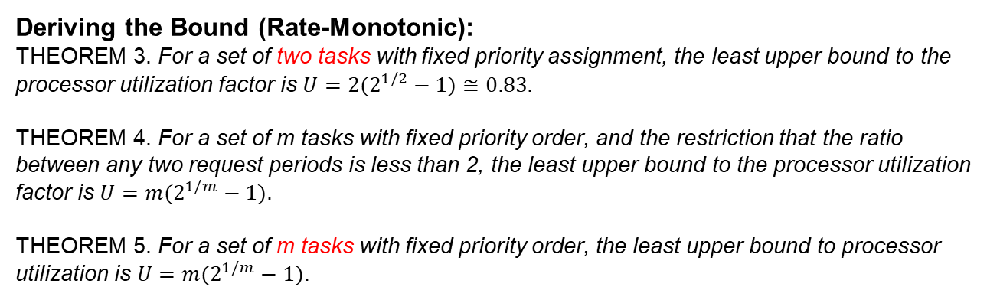 Deriving the Bound (Rate-Monotonic):
THEOREM 3. For a set of two tasks with fixed priority assignment, the least upper bound to the
processor utilization factor is U = 2(2^{1/2} – 1) ≅ 0.83.
THEOREM 4. For a set of m tasks with fixed priority order, and the restriction that the ratio
between any two request periods is less than 2, the least upper bound to the processor utilization
factor is U = m(2^{1/m} – 1).
THEOREM 5. For a set of m tasks with fixed priority order, the least upper bound to processor
utilization is U = m(2^{1/m} – 1).